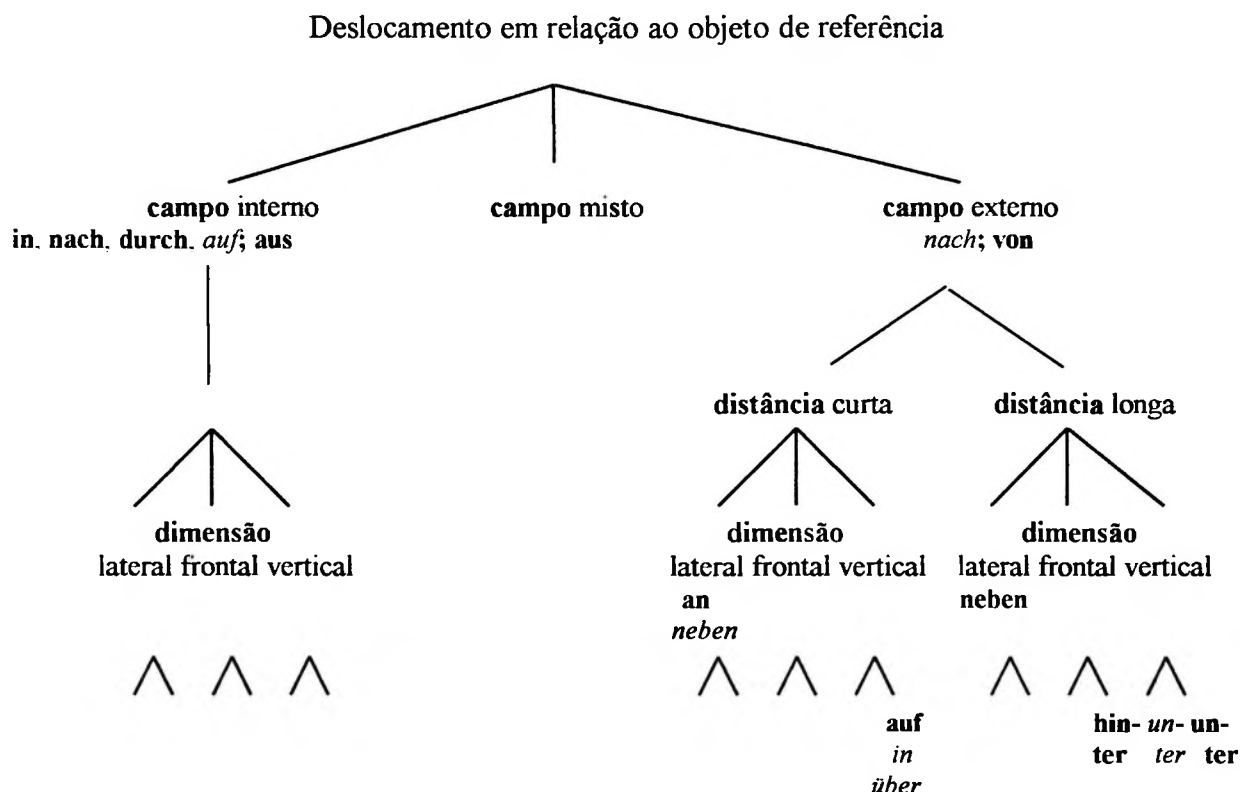 Deslocamento em relação ao objeto de referência
campo interno
in, nach, durch, auf; aus
campo misto
campo externo
nach; von
distância curta
distância longa
dimensão
lateral frontal vertical
dimensão
lateral frontal vertical
an
neben
dimensão
lateral frontal vertical
neben
auf
in
über
hin- un- un-
ter ter ter